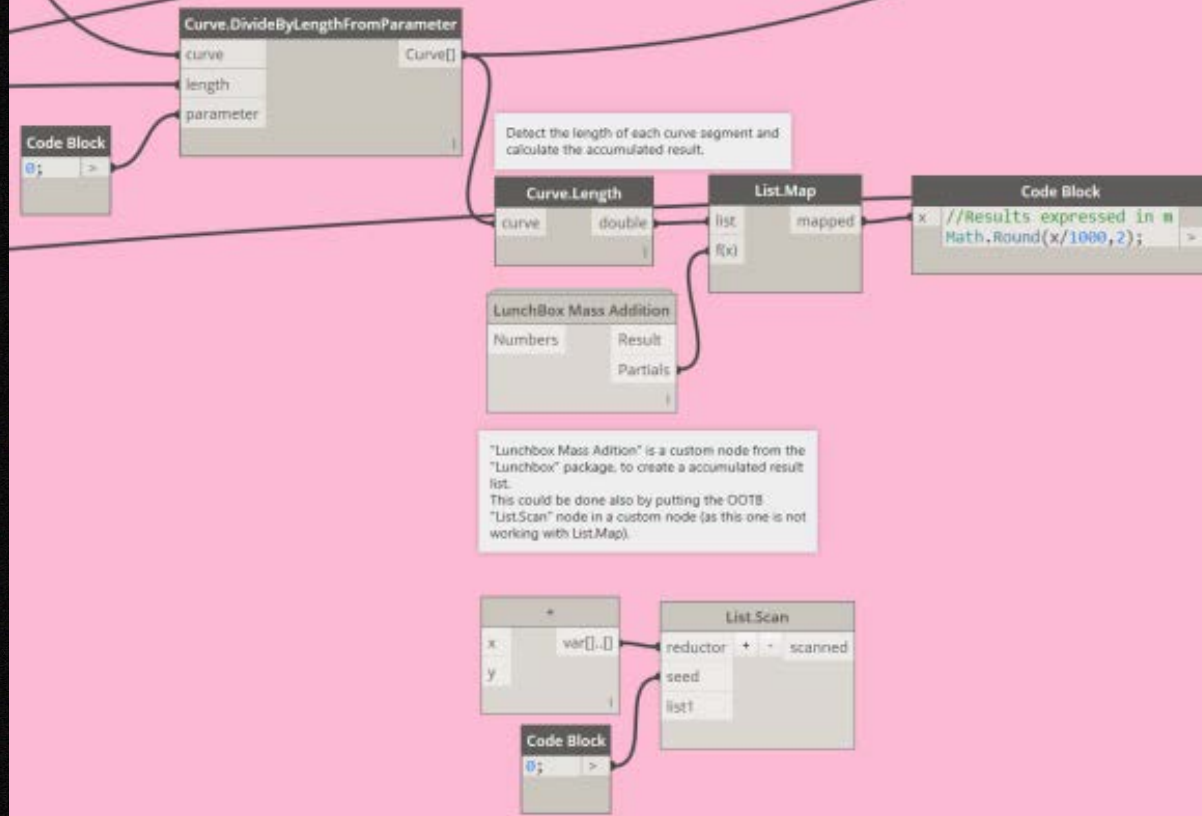 Curve.DivideByLengthFromParameter
curve
Curve[]
length
parameter
Code Block
0;
>
Detect the length of each curve segment and
calculate the accumulated result.
Curve.Length
curve
double
List.Map
list
mapped
f(x)
Code Block
x
//Results expressed in m
Math.Round(x/1000,2);
>
LunchBox Mass Addition
Numbers
Result
Partials
"Lunchbox Mass Adition" is a custom node from the
"Lunchbox" package, to create a accumulated result
list.
This could be done also by putting the OOTB
"List.Scan" node in a custom node (as this one is not
working with List.Map).
+
x
var[]..[]
y
List.Scan
reductor + - scanned
seed
list1
Code Block
0;
>